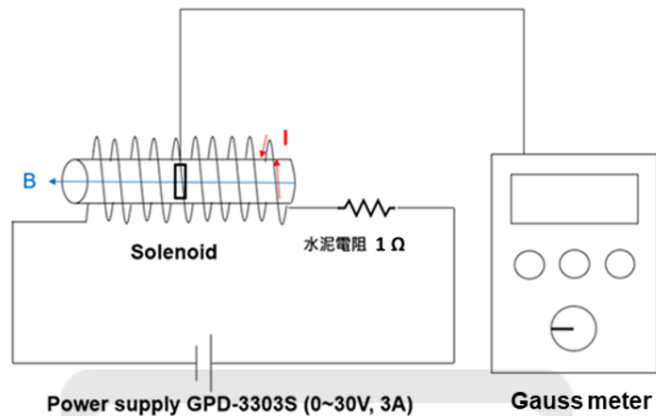 I
B
Solenoid
水泥電阻 1 Ω
Power supply GPD-3303S (0~30V, 3A)
Gauss meter